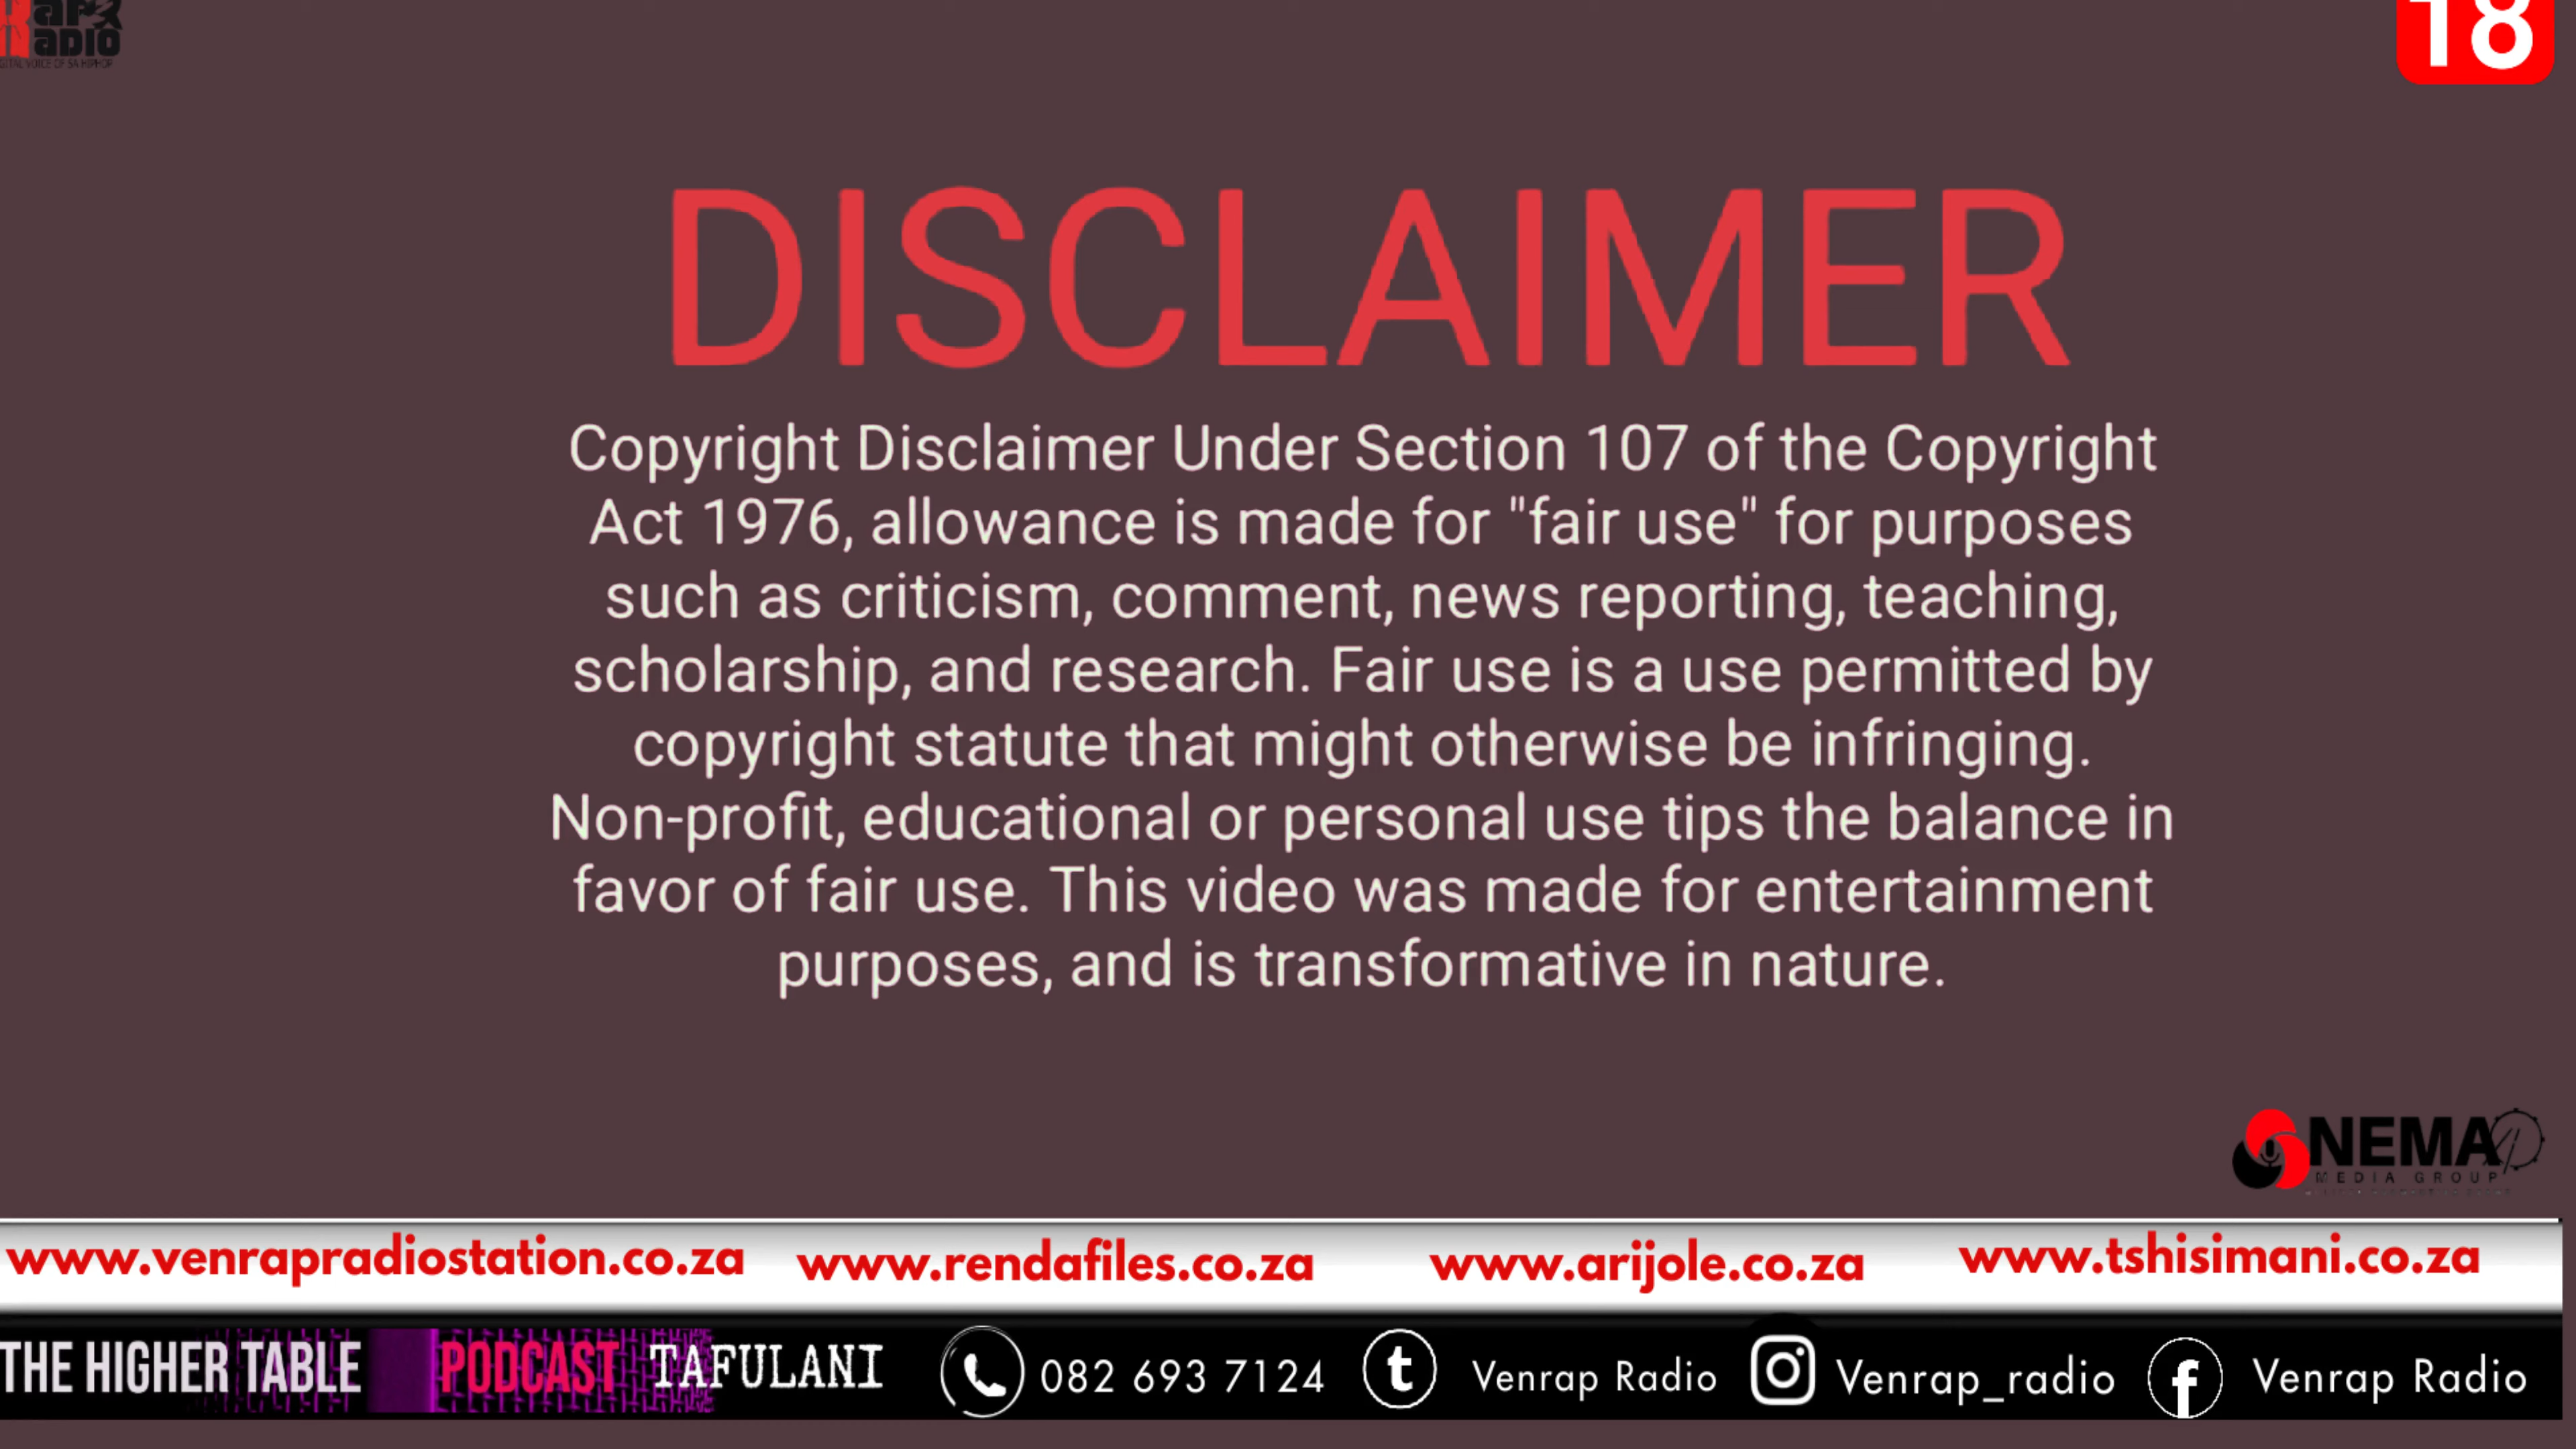 RADIO
18
DISCLAIMER
Copyright Disclaimer Under Section 107 of the Copyright
Act 1976, allowance is made for "fair use" for purposes
such as criticism, comment, news reporting, teaching,
scholarship, and research. Fair use is a use permitted by
copyright statute that might otherwise be infringing.
Non-profit, educational or personal use tips the balance in
favor of fair use. This video was made for entertainment
purposes, and is transformative in nature.
NEMA
MEDIA GROUP
www.venrapradiostation.co.za www.rendafiles.co.za www.arijole.co.za www.tshisimani.co.za
THE HIGHER TABLE PODCAST TAFULANI 082 693 7124 t Venrap Radio Venrap_radio f Venrap Radio